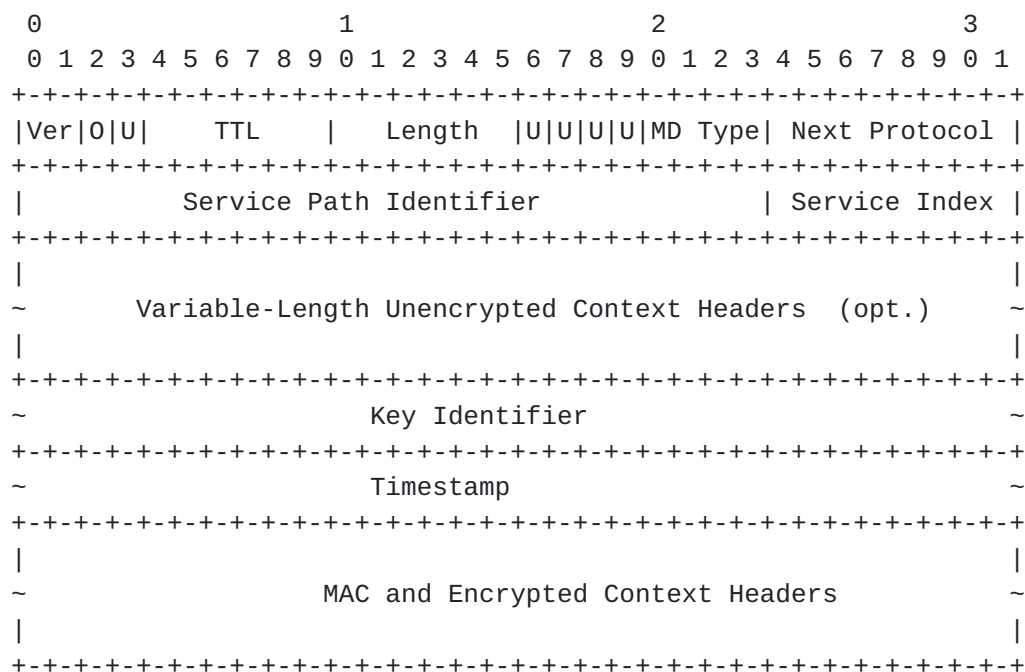 0                   1                   2                   3
 0 1 2 3 4 5 6 7 8 9 0 1 2 3 4 5 6 7 8 9 0 1 2 3 4 5 6 7 8 9 0 1
+-+-+-+-+-+-+-+-+-+-+-+-+-+-+-+-+-+-+-+-+-+-+-+-+-+-+-+-+-+-+-+-+
|Ver|O|U|    TTL    |   Length  |U|U|U|U|MD Type| Next Protocol |
+-+-+-+-+-+-+-+-+-+-+-+-+-+-+-+-+-+-+-+-+-+-+-+-+-+-+-+-+-+-+-+-+
|          Service Path Identifier              | Service Index |
+-+-+-+-+-+-+-+-+-+-+-+-+-+-+-+-+-+-+-+-+-+-+-+-+-+-+-+-+-+-+-+-+
|                                                               |
~       Variable-Length Unencrypted Context Headers  (opt.)     ~
|                                                               |
+-+-+-+-+-+-+-+-+-+-+-+-+-+-+-+-+-+-+-+-+-+-+-+-+-+-+-+-+-+-+-+-+
~                      Key Identifier                           ~
+-+-+-+-+-+-+-+-+-+-+-+-+-+-+-+-+-+-+-+-+-+-+-+-+-+-+-+-+-+-+-+-+
~                      Timestamp                                ~
+-+-+-+-+-+-+-+-+-+-+-+-+-+-+-+-+-+-+-+-+-+-+-+-+-+-+-+-+-+-+-+-+
|                                                               |
~                   MAC and Encrypted Context Headers           ~
|                                                               |
+-+-+-+-+-+-+-+-+-+-+-+-+-+-+-+-+-+-+-+-+-+-+-+-+-+-+-+-+-+-+-+-+